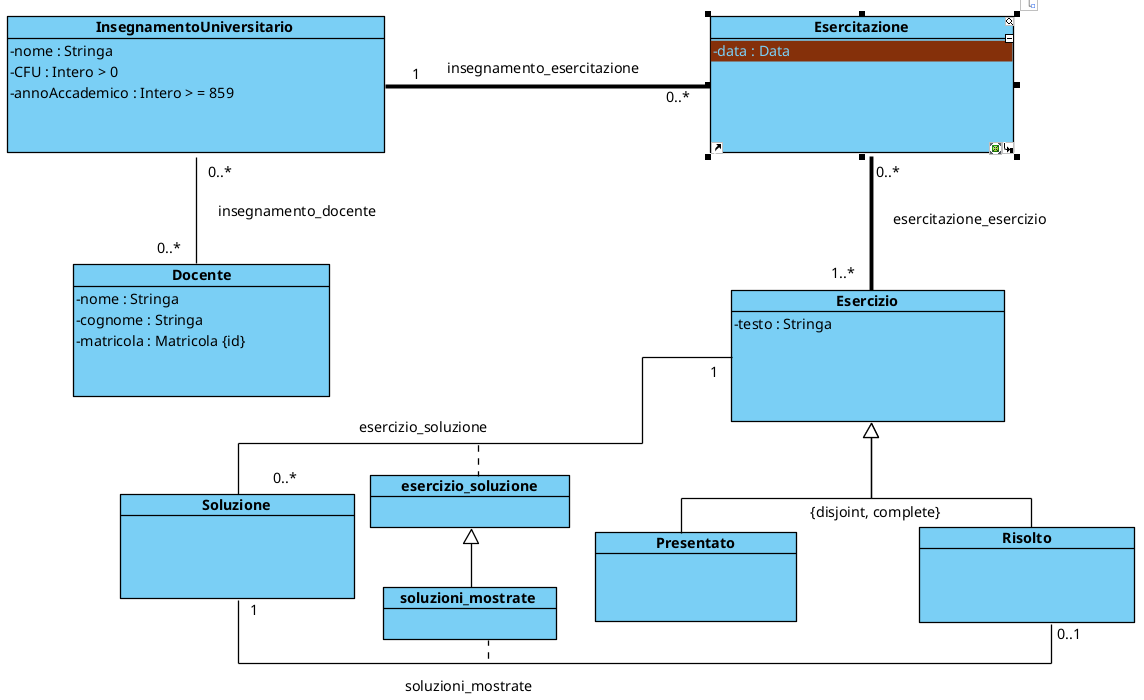 InsegnamentoUniversitario
-nome : Stringa
-CFU : Intero > 0
-annoAccademico : Intero > = 859
1
insegnamento_esercitazione
0..*
Esercitazione
-data : Data
0..*
insegnamento_docente
0..*
0..*
esercitazione_esercizio
1..*
Docente
-nome : Stringa
-cognome : Stringa
-matricola : Matricola {id}
Esercizio
-testo : Stringa
1
esercizio_soluzione
0..*
Soluzione
esercizio_soluzione
{disjoint, complete}
Presentato
Risolto
soluzioni_mostrate
1
0..1
soluzioni_mostrate